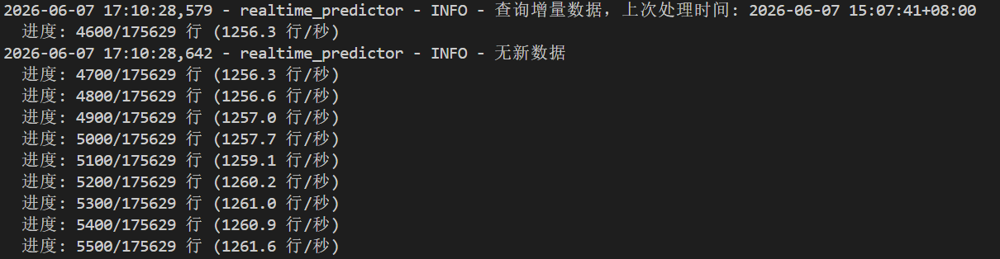 2026-06-07 17:10:28,579 - realtime_predictor - INFO - 查询增量数据，上次处理时间: 2026-06-07 15:07:41+08:00
进度: 4600/175629 行 (1256.3 行/秒)
2026-06-07 17:10:28,642 - realtime_predictor - INFO - 无新数据
进度: 4700/175629 行 (1256.3 行/秒)
进度: 4800/175629 行 (1256.6 行/秒)
进度: 4900/175629 行 (1257.0 行/秒)
进度: 5000/175629 行 (1257.7 行/秒)
进度: 5100/175629 行 (1259.1 行/秒)
进度: 5200/175629 行 (1260.2 行/秒)
进度: 5300/175629 行 (1261.0 行/秒)
进度: 5400/175629 行 (1260.9 行/秒)
进度: 5500/175629 行 (1261.6 行/秒)